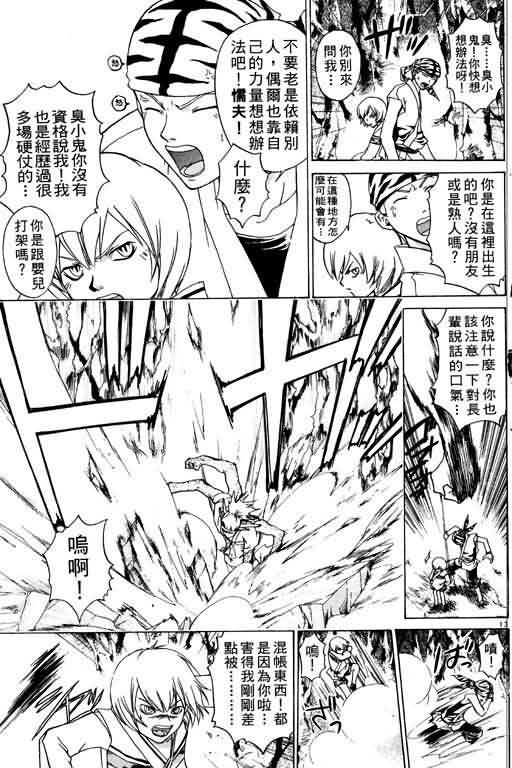 臭⋯臭小
鬼！你快想
想辦法呀！
你別來
問我⋯
不要老是依賴別
人，偶爾也靠自
己的力量想想辦
法吧！懦夫！
什麼？
臭小鬼你沒有
資格說我！我
也是經歷過很
多場硬仗的⋯
你是跟嬰兒
打架嗎？
你是在這裡出生
的吧？沒有朋友
或是熟人嗎？
在這種地方怎
麼可能會有⋯
你說什麼？你也
該注意一下對長
輩說話的口氣⋯
嗚啊！
13
嘖！
嗚！
混帳東西！都
是因為你啦⋯
害得我剛剛差
點被⋯⋯⋯⋯